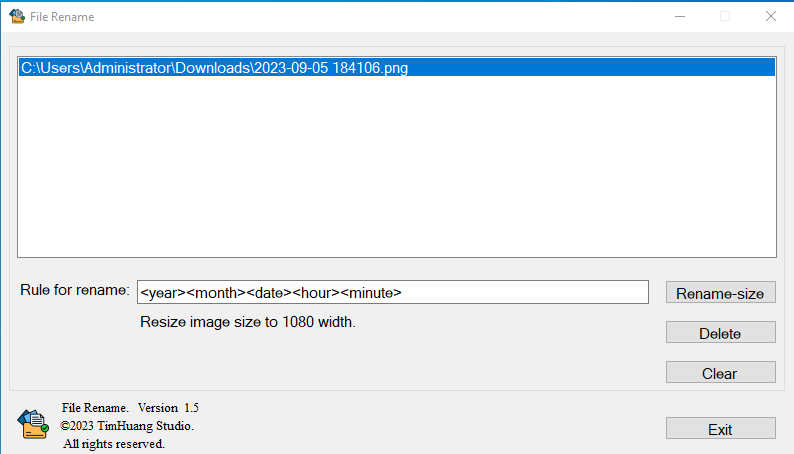 File Rename
C:\Users\Administrator\Downloads\2023-09-05 184106.png
Rule for rename: <year><month><date><hour><minute> Rename-size
Resize image size to 1080 width.
Delete
Clear
File Rename. Version 1.5
©2023 TimHuang Studio.
All rights reserved.
Exit